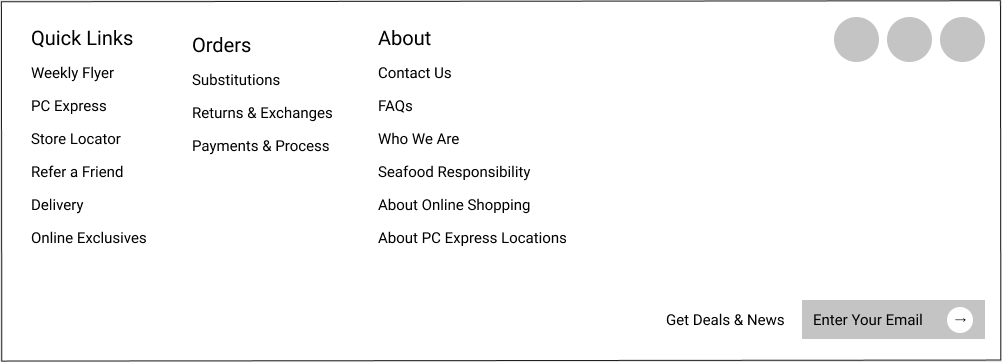 Quick Links
Weekly Flyer
PC Express
Store Locator
Refer a Friend
Delivery
Online Exclusives
Orders
Substitutions
Returns & Exchanges
Payments & Process
About
Contact Us
FAQs
Who We Are
Seafood Responsibility
About Online Shopping
About PC Express Locations
Get Deals & News
Enter Your Email →